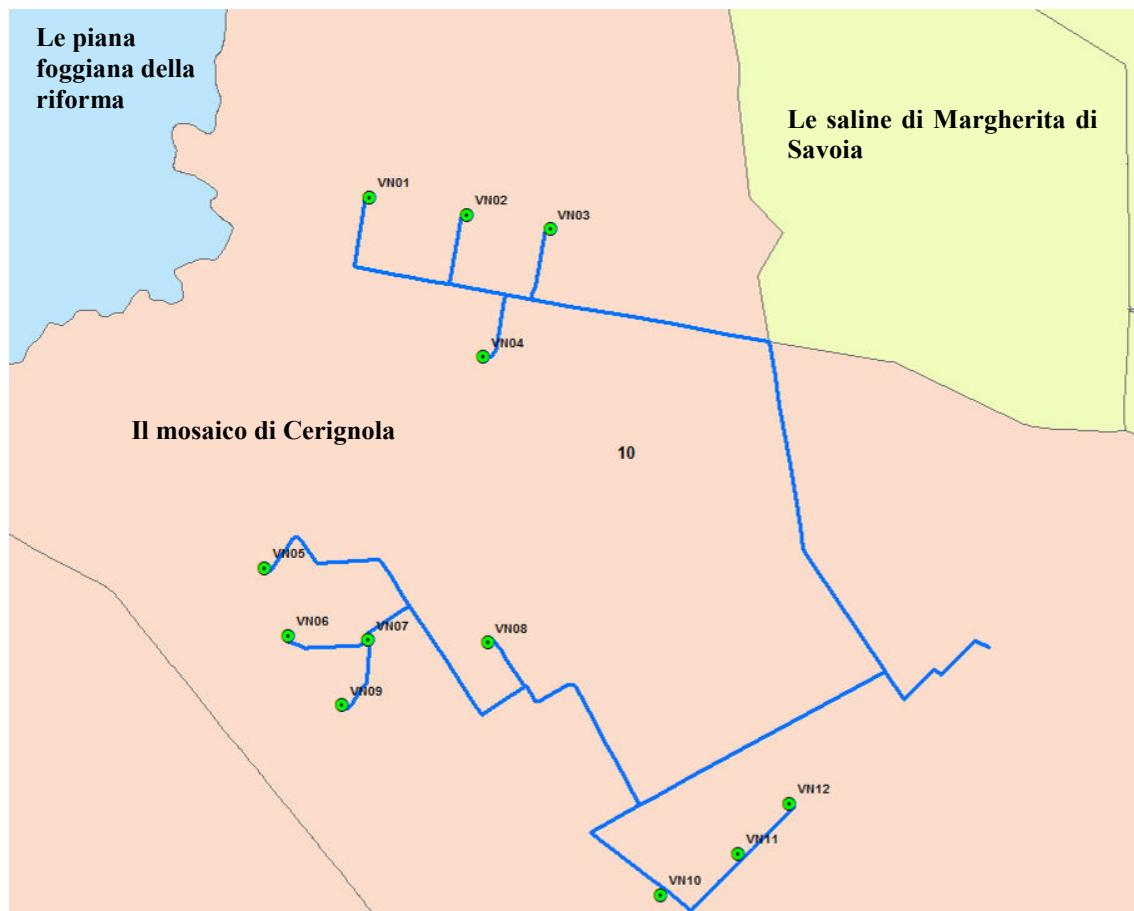 Le piana
foggiana della
riforma
Le saline di Margherita di
Savoia
VN01
VN02
VN03
VN04
Il mosaico di Cerignola
10
VN05
VN06
VN07
VN08
VN09
VN12
VN11
VN10